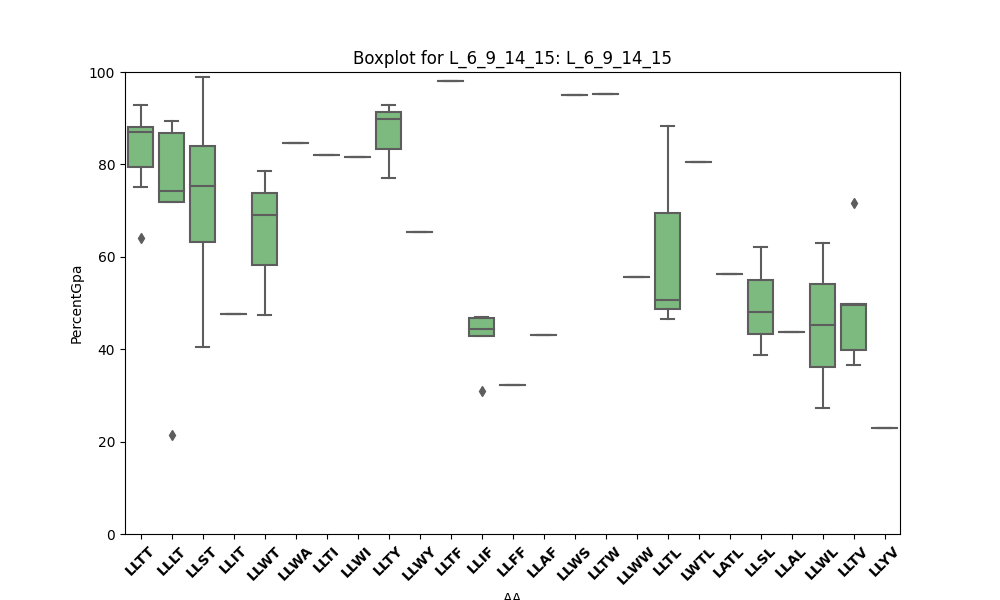 Boxplot for L_6_9_14_15: L_6_9_14_15
100
80
60
40
20
0
PercentGpa
LLTT LLLT LLST LLIT LLWT LLWA LLTI LLWI LLTY LLWY LLTF LLIF LLFF LLAF LLWS LLTW LLWW LLTL LWTL LATL LLSL LLAL LLWL LLTV LLYV
AA